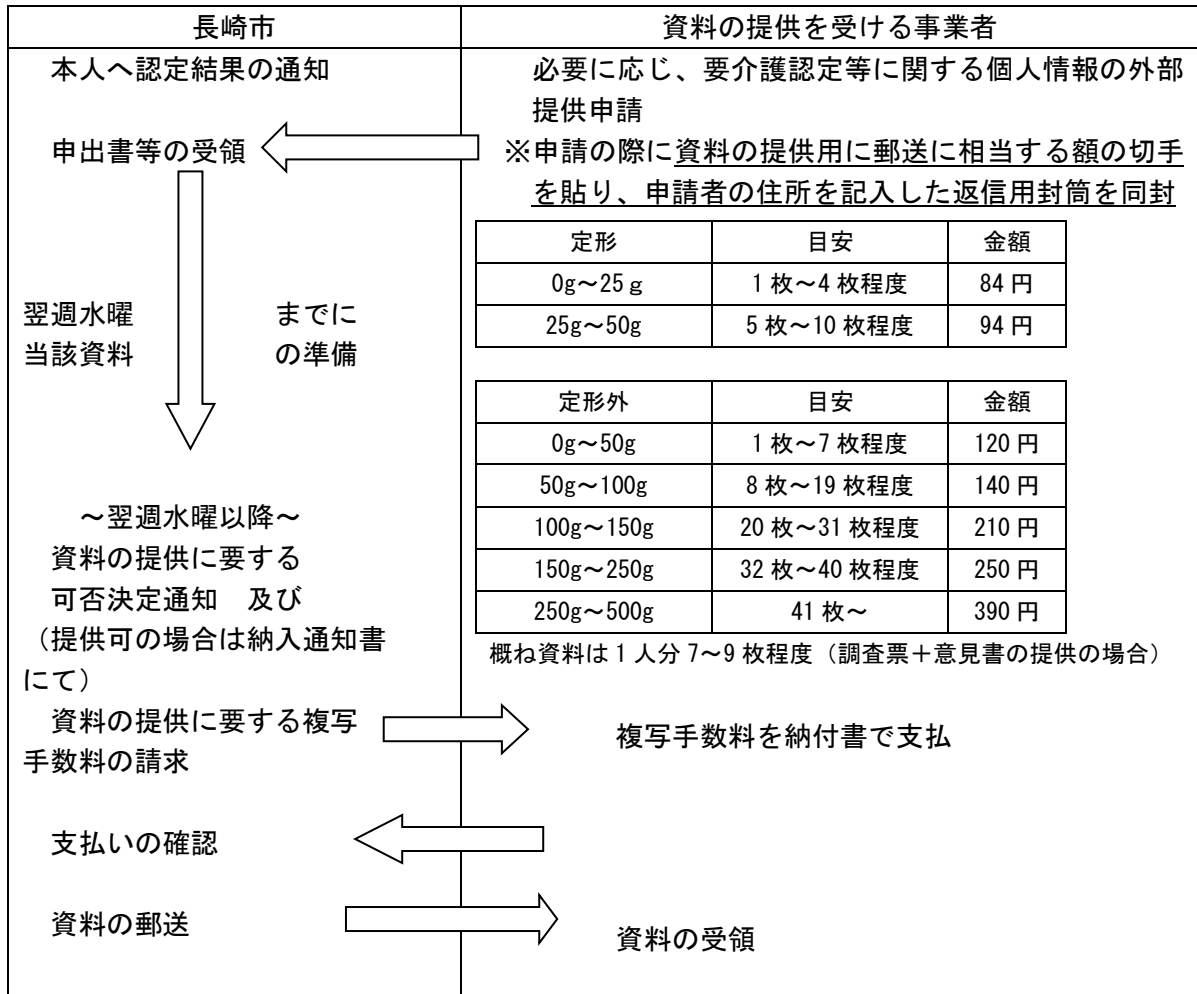 長崎市
資料の提供を受ける事業者
本人へ認定結果の通知
必要に応じ、要介護認定等に関する個人情報の外部
提供申請
申出書等の受領
※申請の際に資料の提供用に郵送に相当する額の切手
を貼り、申請者の住所を記入した返信用封筒を同封
定形 目安 金額
0g～25ｇ 1枚～4枚程度 84円
25g～50g 5枚～10枚程度 94円
翌週水曜 までに
当該資料 の準備
定形外 目安 金額
0g～50g 1枚～7枚程度 120円
50g～100g 8枚～19枚程度 140円
100g～150g 20枚～31枚程度 210円
150g～250g 32枚～40枚程度 250円
250g～500g 41枚～ 390円
概ね資料は1人分7～9枚程度（調査票＋意見書の提供の場合）
～翌週水曜以降～
資料の提供に要する
可否決定通知　及び
（提供可の場合は納入通知書
にて）
資料の提供に要する複写
手数料の請求
複写手数料を納付書で支払
支払いの確認
資料の郵送
資料の受領